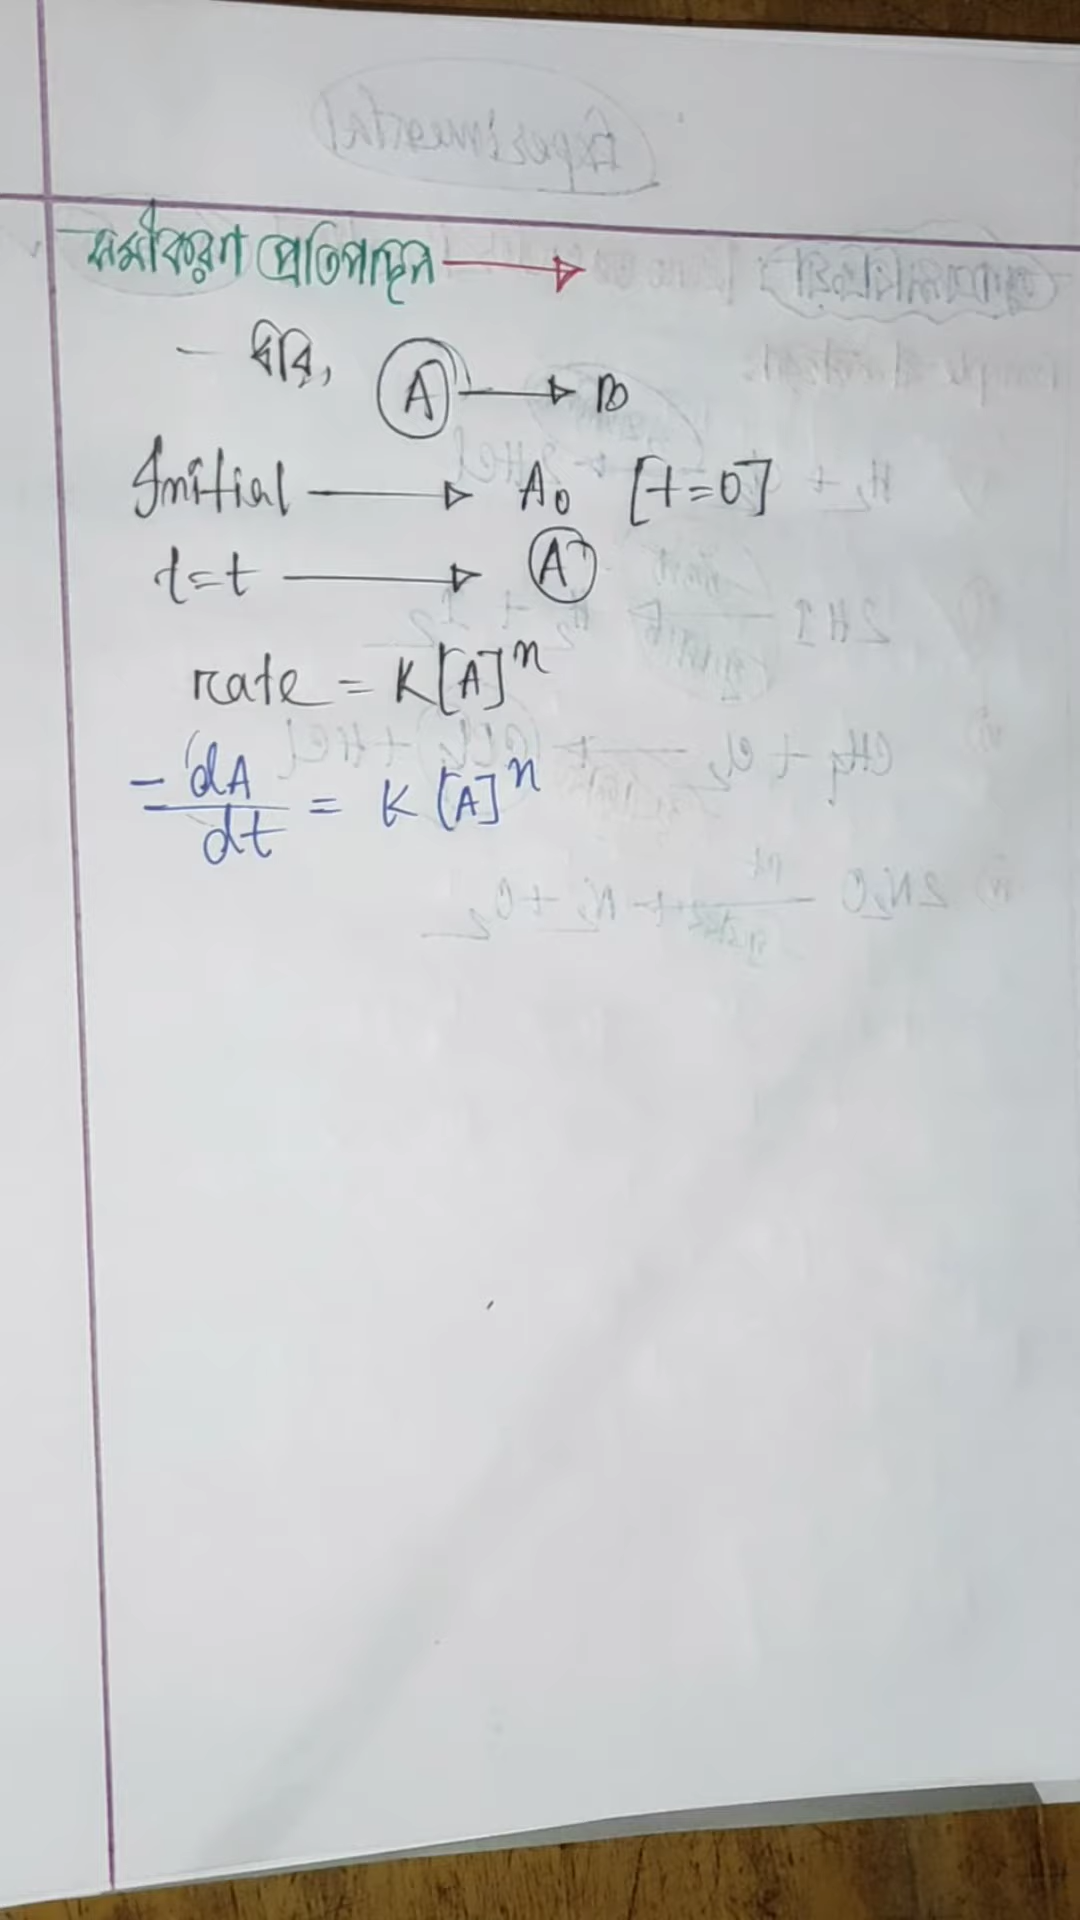 সমীকরণ প্রতিপাদন →
- ধরি, A → B
Initial → A₀ [t=0]
t=t → A
rate = K[A]ⁿ
-dA/dt = K[A]ⁿ